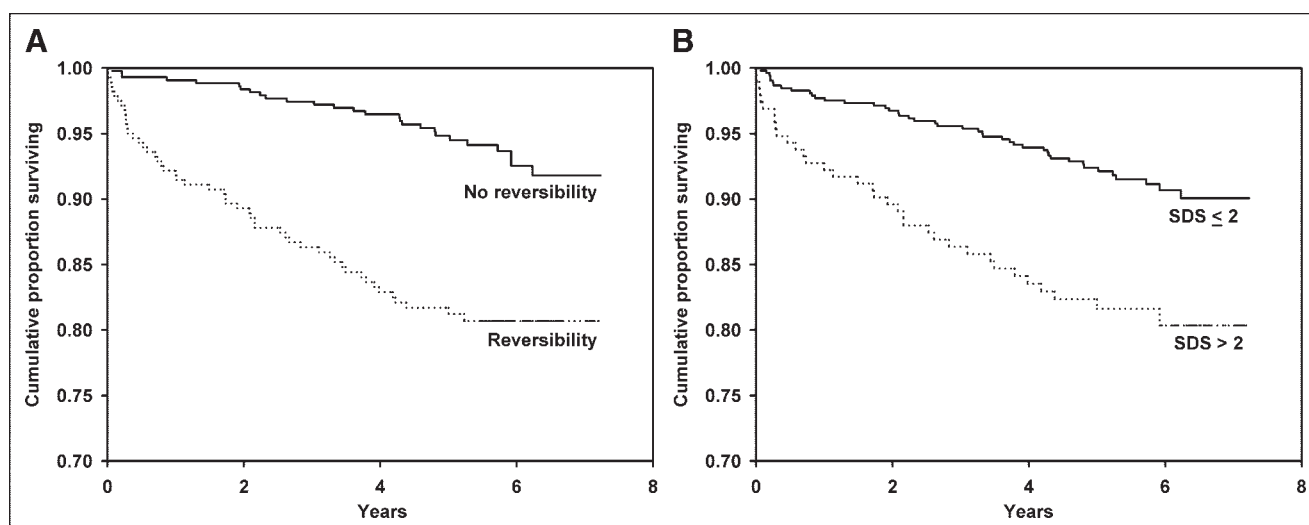 A
Cumulative proportion surviving
1.00
0.95
0.90
0.85
0.80
0.75
0.70
No reversibility
Reversibility
0
2
4
6
8
Years
B
Cumulative proportion surviving
1.00
0.95
0.90
0.85
0.80
0.75
0.70
SDS ≤ 2
SDS > 2
0
2
4
6
8
Years